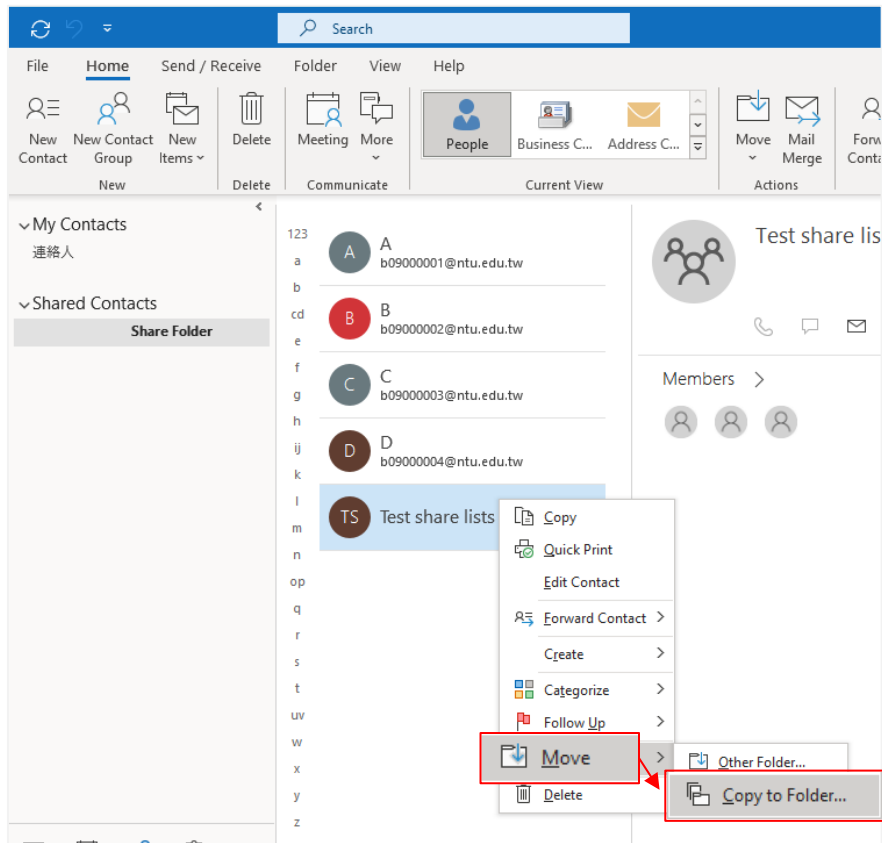 Search
File Home Send / Receive Folder View Help
New Contact
New Contact Group
New Items
Delete
Meeting
More
People
Business C...
Address C...
Move
Mail Merge
New
Delete
Communicate
Current View
Actions
My Contacts
連絡人
Shared Contacts
Share Folder
123
a
b
cd
e
f
g
h
ij
k
l
m
n
op
q
r
s
t
uv
w
x
y
z
A
A
b09000001@ntu.edu.tw
B
B
b09000002@ntu.edu.tw
C
C
b09000003@ntu.edu.tw
D
D
b09000004@ntu.edu.tw
TS
Test share lists
Test share lis
Members
Copy
Quick Print
Edit Contact
Forward Contact
Create
Categorize
Follow Up
Move
Delete
Other Folder...
Copy to Folder...